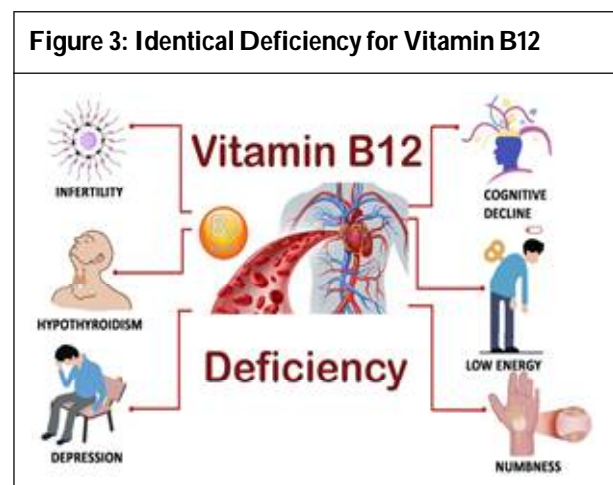 Figure 3: Identical Deficiency for Vitamin B12
Vitamin B12
INFERTILITY
COGNITIVE
DECLINE
HYPOTHYROIDISM
LOW ENERGY
Deficiency
DEPRESSION
NUMBNESS